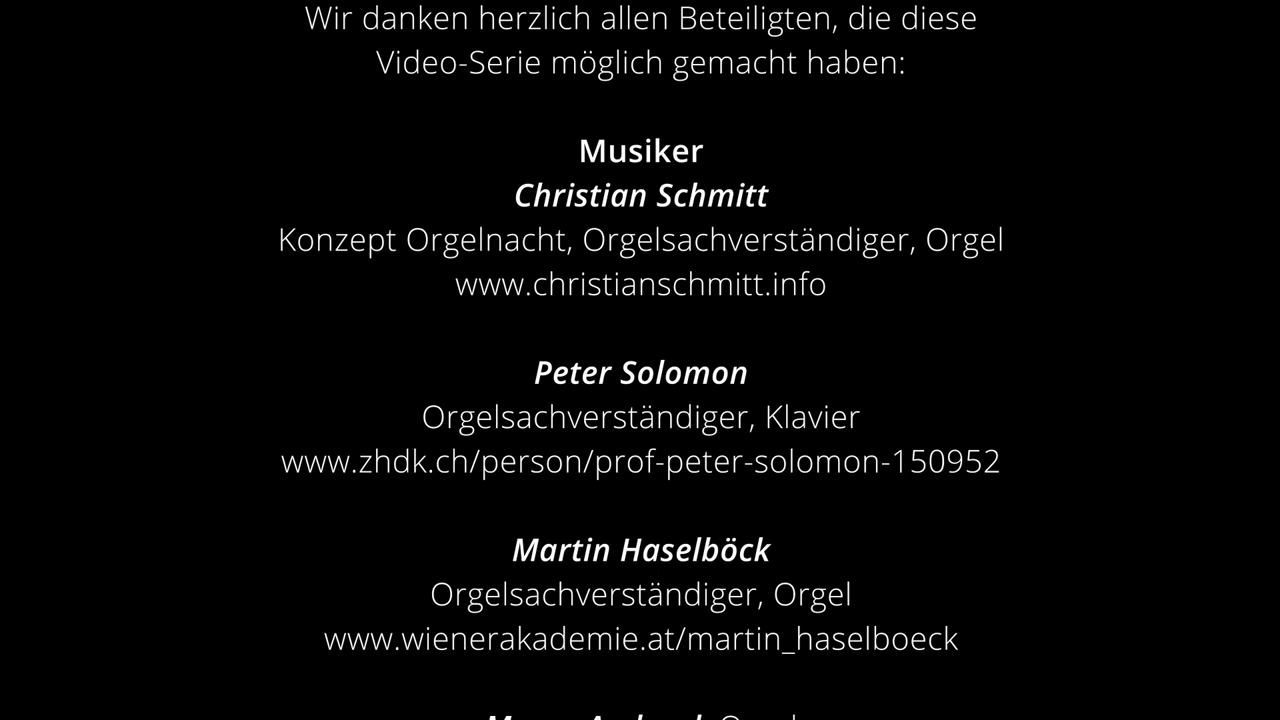 Wir danken herzlich allen Beteiligten, die diese
Video-Serie möglich gemacht haben:
Musiker
Christian Schmitt
Konzept Orgelnacht, Orgelsachverständiger, Orgel
www.christianschmitt.info
Peter Solomon
Orgelsachverständiger, Klavier
www.zhdk.ch/person/prof-peter-solomon-150952
Martin Haselböck
Orgelsachverständiger, Orgel
www.wienerakademie.at/martin_haselboeck